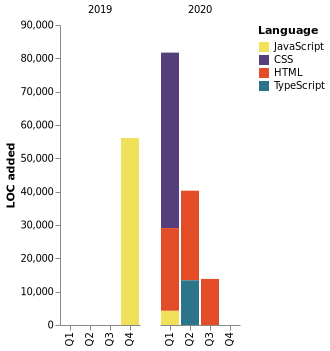 2019
2020
Language
JavaScript
CSS
HTML
TypeScript
LOC added
90,000
80,000
70,000
60,000
50,000
40,000
30,000
20,000
10,000
0
Q1 Q2 Q3 Q4
Q1 Q2 Q3 Q4